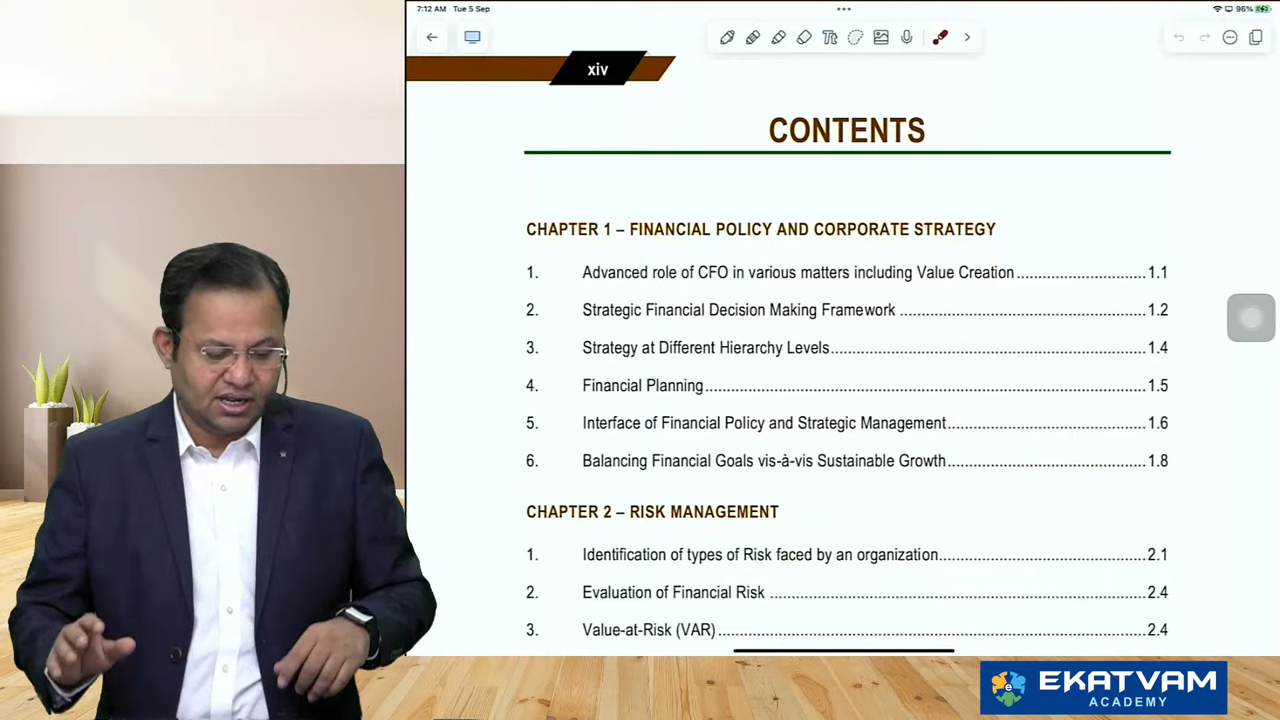 7:12 AM Tue 5 Sep
96%
xiv
CONTENTS
CHAPTER 1 – FINANCIAL POLICY AND CORPORATE STRATEGY
1. Advanced role of CFO in various matters including Value Creation ........................... 1.1
2. Strategic Financial Decision Making Framework ........................... 1.2
3. Strategy at Different Hierarchy Levels ........................... 1.4
4. Financial Planning ........................... 1.5
5. Interface of Financial Policy and Strategic Management ........................... 1.6
6. Balancing Financial Goals vis-à-vis Sustainable Growth ........................... 1.8
CHAPTER 2 – RISK MANAGEMENT
1. Identification of types of Risk faced by an organization ........................... 2.1
2. Evaluation of Financial Risk ........................... 2.4
3. Value-at-Risk (VAR) ........................... 2.4
EKATVAM
ACADEMY